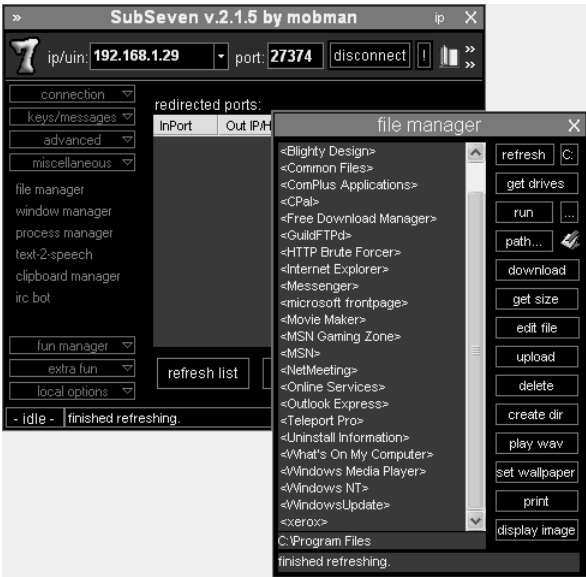 » SubSeven v.2.1.5 by mobman ip X
7 ip/uin: 192.168.1.29 port: 27374 disconnect ! »
»
connection
keys/messages
advanced
miscellaneous
file manager
window manager
process manager
text-2-speech
clipboard manager
irc bot
fun manager
extra fun
local options
redirected ports:
InPort Out IP/H
refresh list
- idle - finished refreshing.
file manager X
<Blighty Design>
<Common Files>
<ComPlus Applications>
<CPal>
<Free Download Manager>
<GuildFTPd>
<HTTP Brute Forcer>
<Internet Explorer>
<Messenger>
<microsoft frontpage>
<Movie Maker>
<MSN Gaming Zone>
<MSN>
<NetMeeting>
<Online Services>
<Outlook Express>
<Teleport Pro>
<Uninstall Information>
<What's On My Computer>
<Windows Media Player>
<Windows NT>
<WindowsUpdate>
<xerox>
C:\Program Files
finished refreshing.
refresh C:
get drives
run ...
path...
download
get size
edit file
upload
delete
create dir
play wav
set wallpaper
print
display image